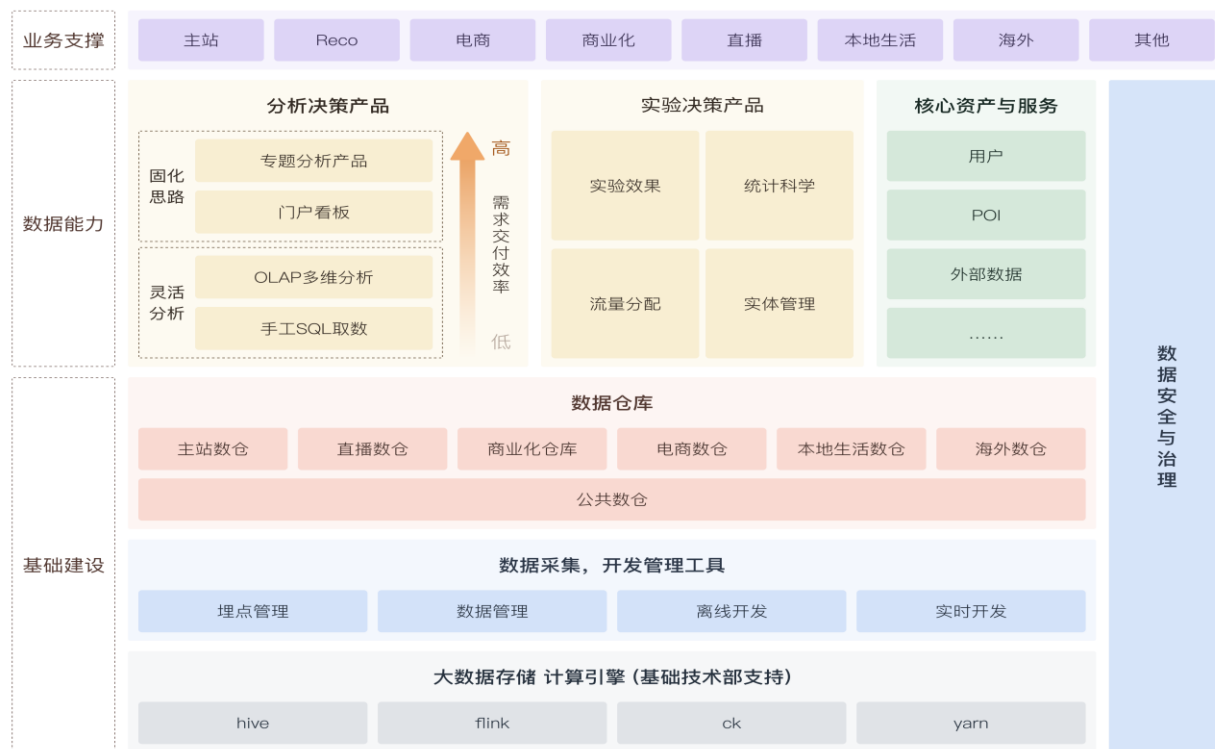 业务支撑
主站
Reco
电商
商业化
直播
本地生活
海外
其他
数据能力
分析决策产品
固化
思路
专题分析产品
门户看板
灵活
分析
OLAP多维分析
手工SQL取数
高
需求交付效率
低
实验决策产品
实验效果
统计科学
流量分配
实体管理
核心资产与服务
用户
POI
外部数据
……
数据安全与治理
基础建设
数据仓库
主站数仓
直播数仓
商业化仓库
电商数仓
本地生活数仓
海外数仓
公共数仓
数据采集，开发管理工具
埋点管理
数据管理
离线开发
实时开发
大数据存储 计算引擎 (基础技术部支持)
hive
flink
ck
yarn